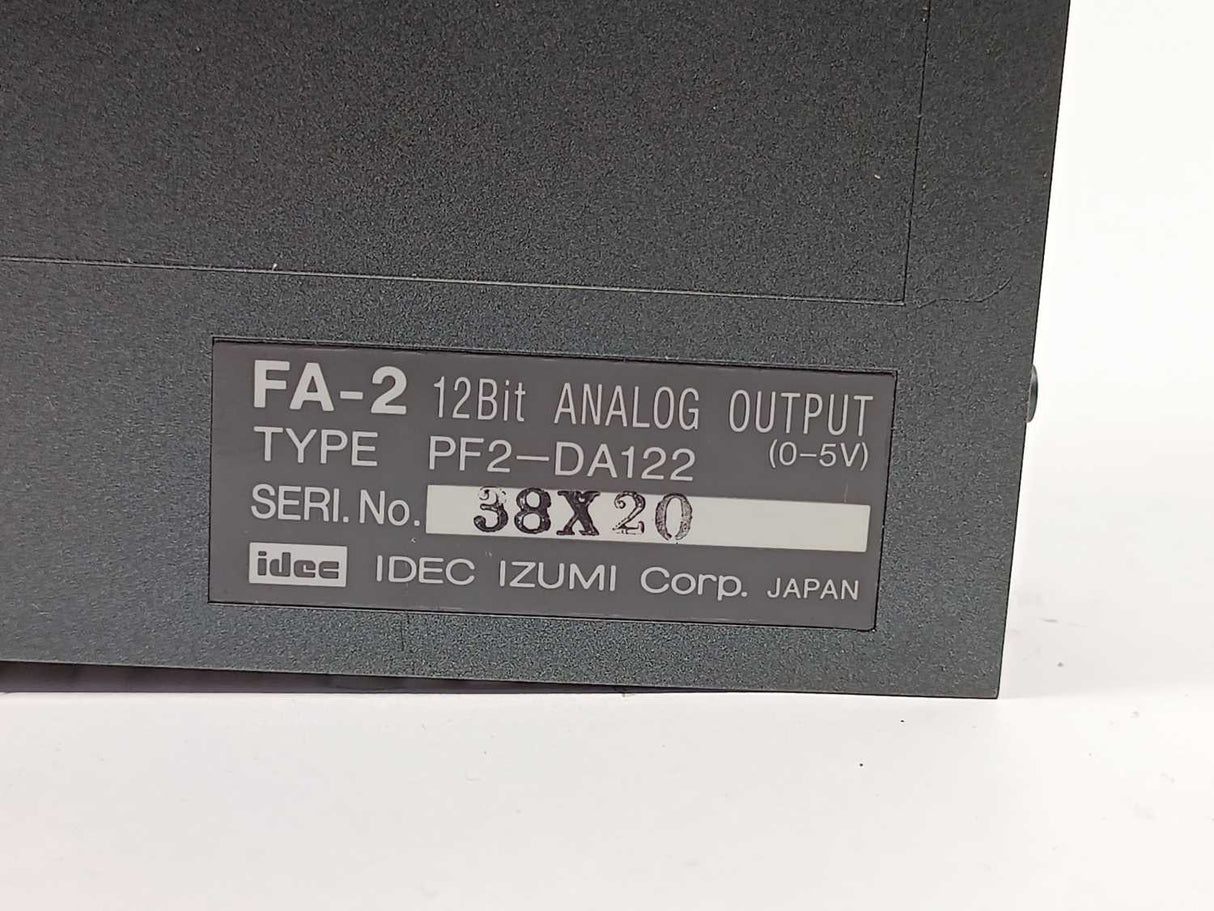 FA-2 12Bit ANALOG OUTPUT
TYPE PF2-DA122 (0-5V)
SERI.No. 38X20
idec IDEC IZUMI Corp. JAPAN